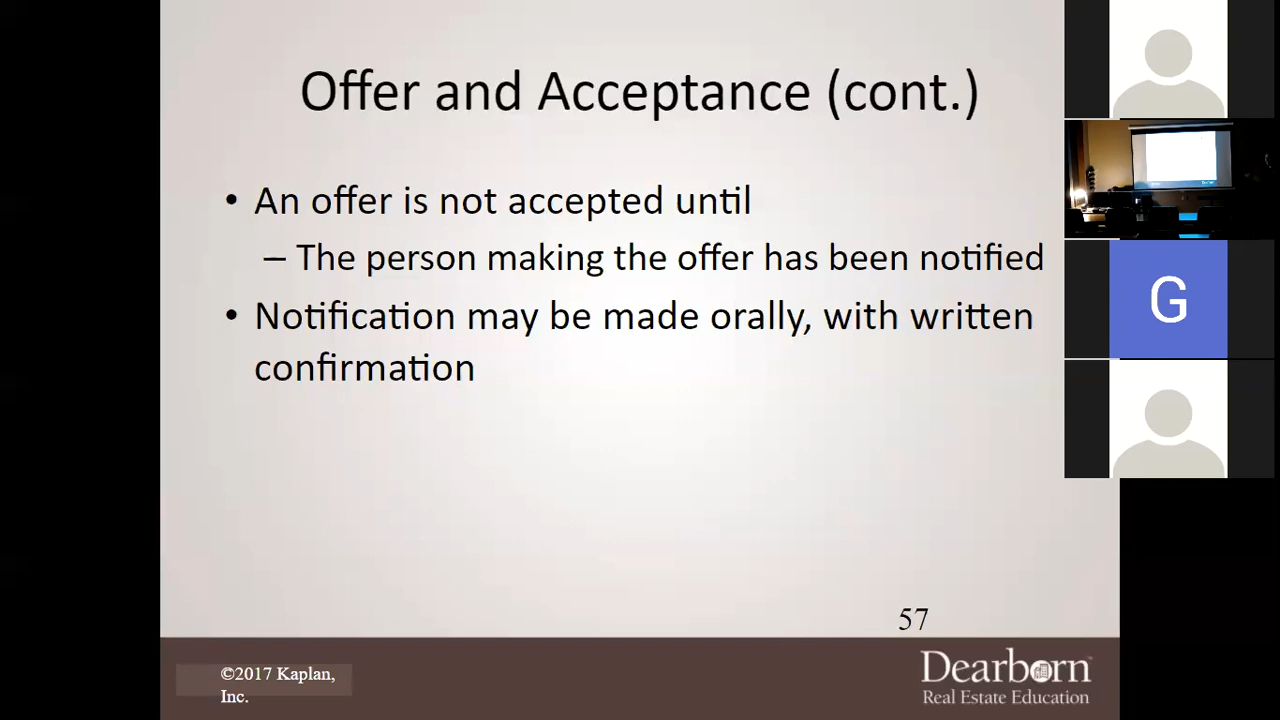 Offer and Acceptance (cont.)
• An offer is not accepted until
– The person making the offer has been notified
• Notification may be made orally, with written
confirmation
G
57
©2017 Kaplan,
Inc.
Dearborn
Real Estate Education